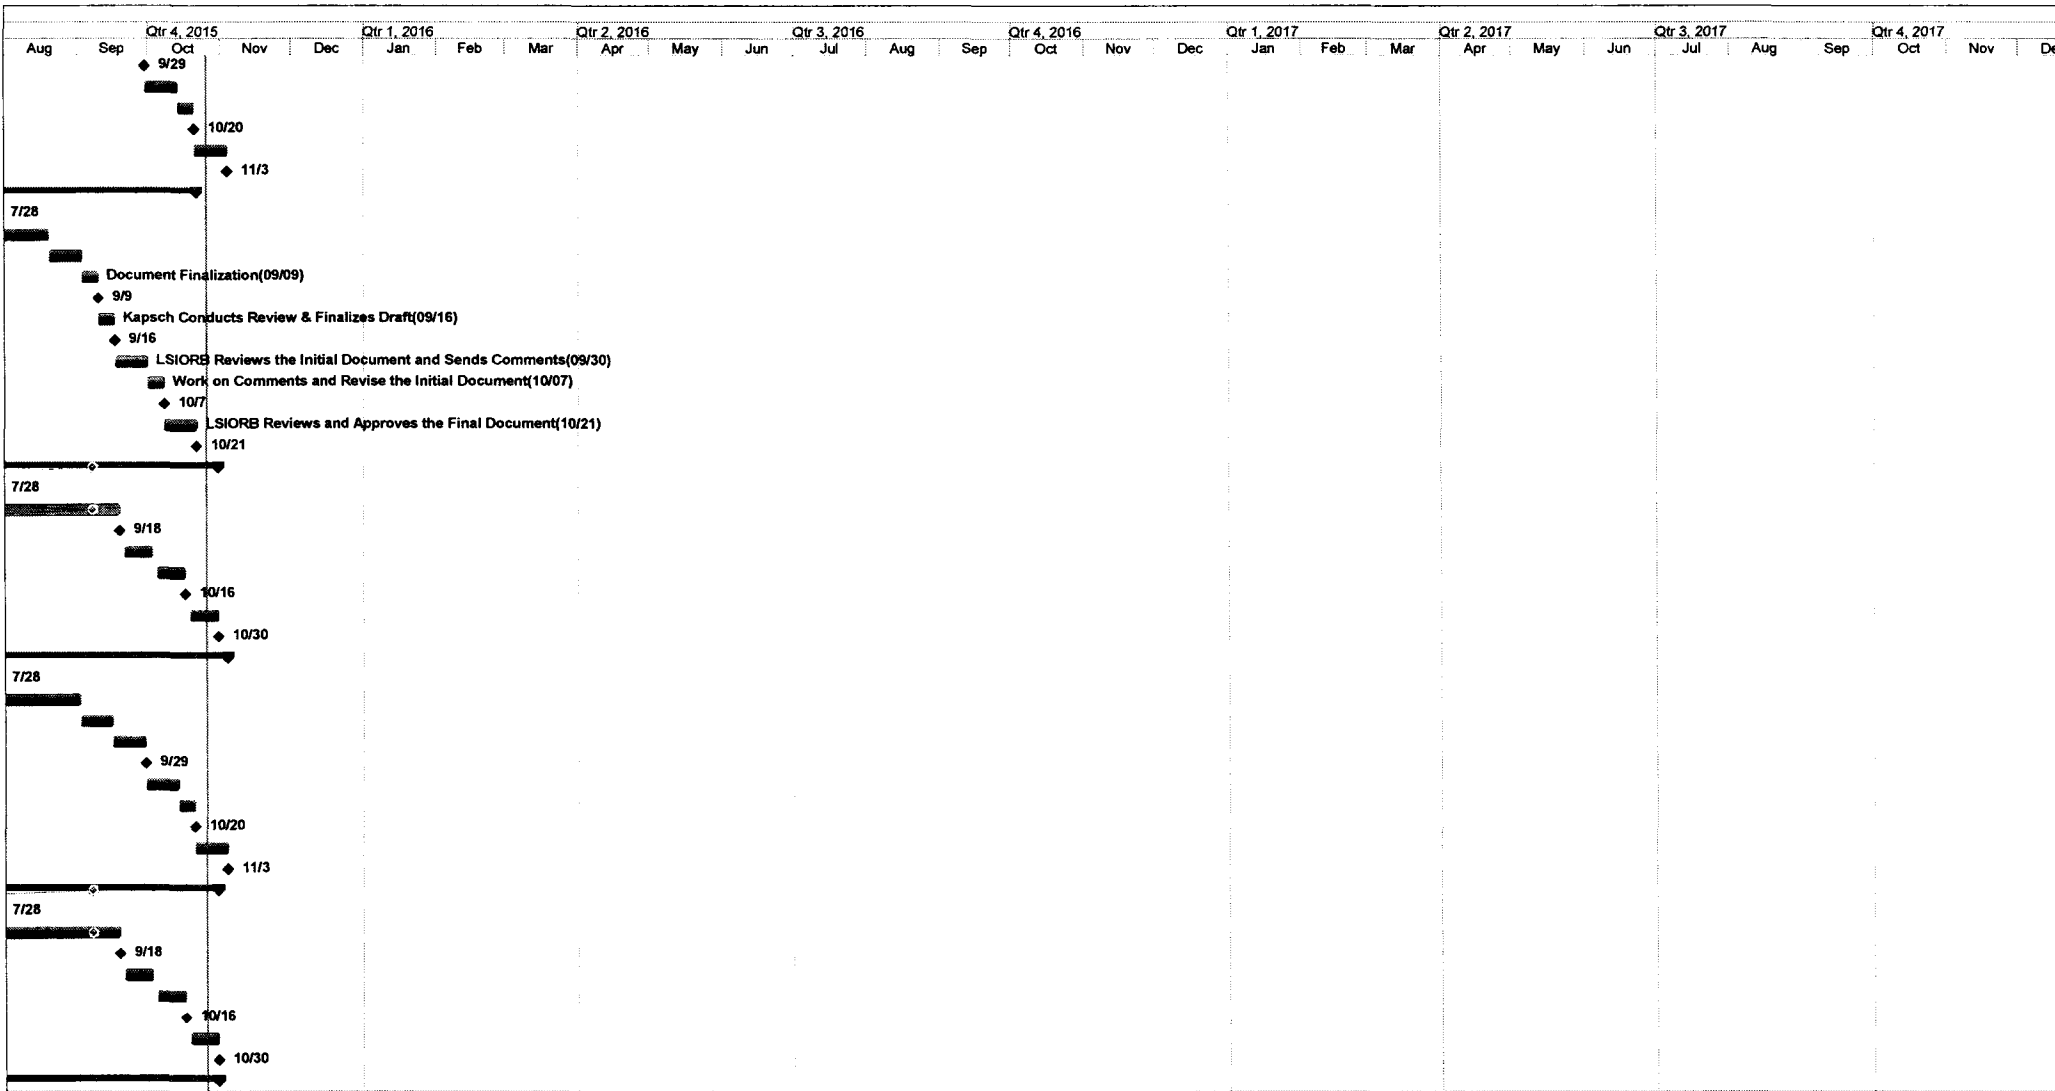 Qtr 4, 2015 Qtr 1, 2016 Qtr 2, 2016 Qtr 3, 2016 Qtr 4, 2016 Qtr 1, 2017 Qtr 2, 2017 Qtr 3, 2017 Qtr 4, 2017
Aug Sep Oct Nov Dec Jan Feb Mar Apr May Jun Jul Aug Sep Oct Nov Dec Jan Feb Mar Apr May Jun Jul Aug Sep Oct Nov De
9/29
10/20
11/3
7/28
Document Finalization(09/09)
9/9
Kapsch Conducts Review & Finalizes Draft(09/16)
9/16
LSIORB Reviews the Initial Document and Sends Comments(09/30)
Work on Comments and Revise the Initial Document(10/07)
10/7
LSIORB Reviews and Approves the Final Document(10/21)
10/21
7/28
9/18
10/16
10/30
7/28
9/29
10/20
11/3
7/28
9/18
10/16
10/30